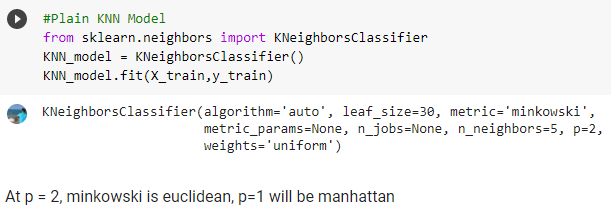 #Plain KNN Model
from sklearn.neighbors import KNeighborsClassifier
KNN_model = KNeighborsClassifier()
KNN_model.fit(X_train,y_train)
KNeighborsClassifier(algorithm='auto', leaf_size=30, metric='minkowski',
metric_params=None, n_jobs=None, n_neighbors=5, p=2,
weights='uniform')
At p = 2, minkowski is euclidean, p=1 will be manhattan